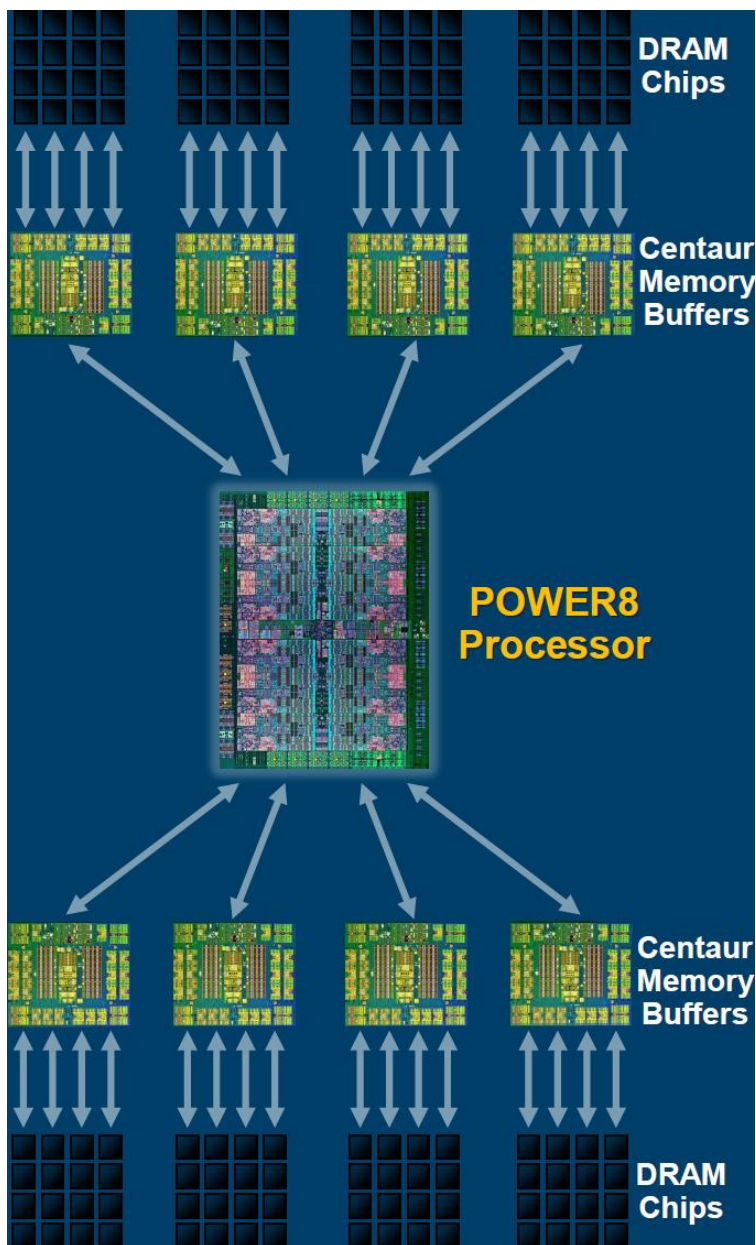 DRAM
Chips
Centaur
Memory
Buffers
POWER8
Processor
Centaur
Memory
Buffers
DRAM
Chips